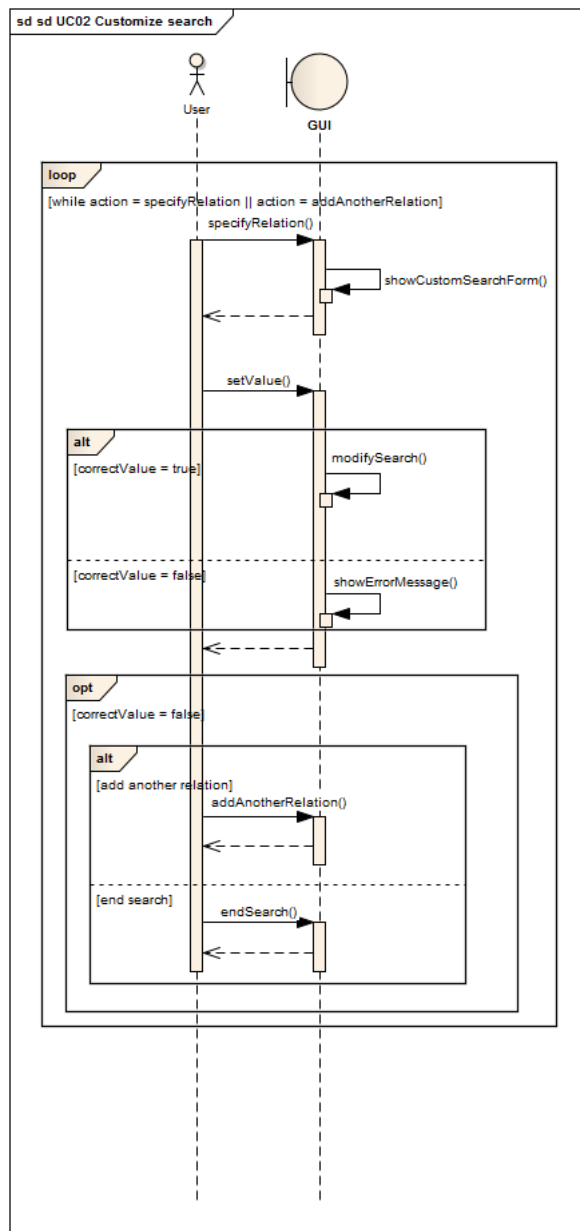 sd sd UC02 Customize search
User
GUI
loop
[while action = specifyRelation || action = addAnotherRelation]
specifyRelation()
showCustomSearchForm()
setValue()
alt
[correctValue = true]
modifySearch()
[correctValue = false]
showErrorMessage()
opt
[correctValue = false]
alt
[add another relation]
addAnotherRelation()
[end search]
endSearch()